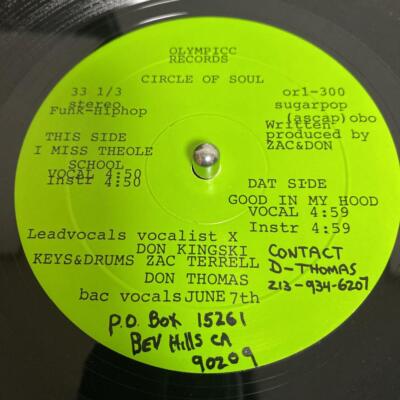 OLYMPICC
RECORDS
CIRCLE OF SOUL
33 1/3
stereo
Funk-Hiphop
or1-300
sugarpop
(ascap)obo
Written-
produced by
ZAC&DON
THIS SIDE
I MISS THEOLE
SCHOOL
VOCAL 4:50
Instr 4:50
DAT SIDE
GOOD IN MY HOOD
VOCAL 4:59
Instr 4:59
Leadvocals vocalist X
DON KINGSKI
KEYS&DRUMS ZAC TERRELL
DON THOMAS
bac vocals JUNE 7th
CONTACT
D-THOMAS
213-934-6207
P.O. BOX 15261
BEV Hills CA
90209